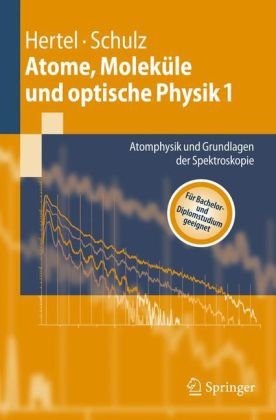 Hertel · Schulz
Atome, Moleküle
und optische Physik 1
Atomphysik und Grundlagen
der Spektroskopie
Für Bachelor-
und
Diplomstudium
geeignet
Springer